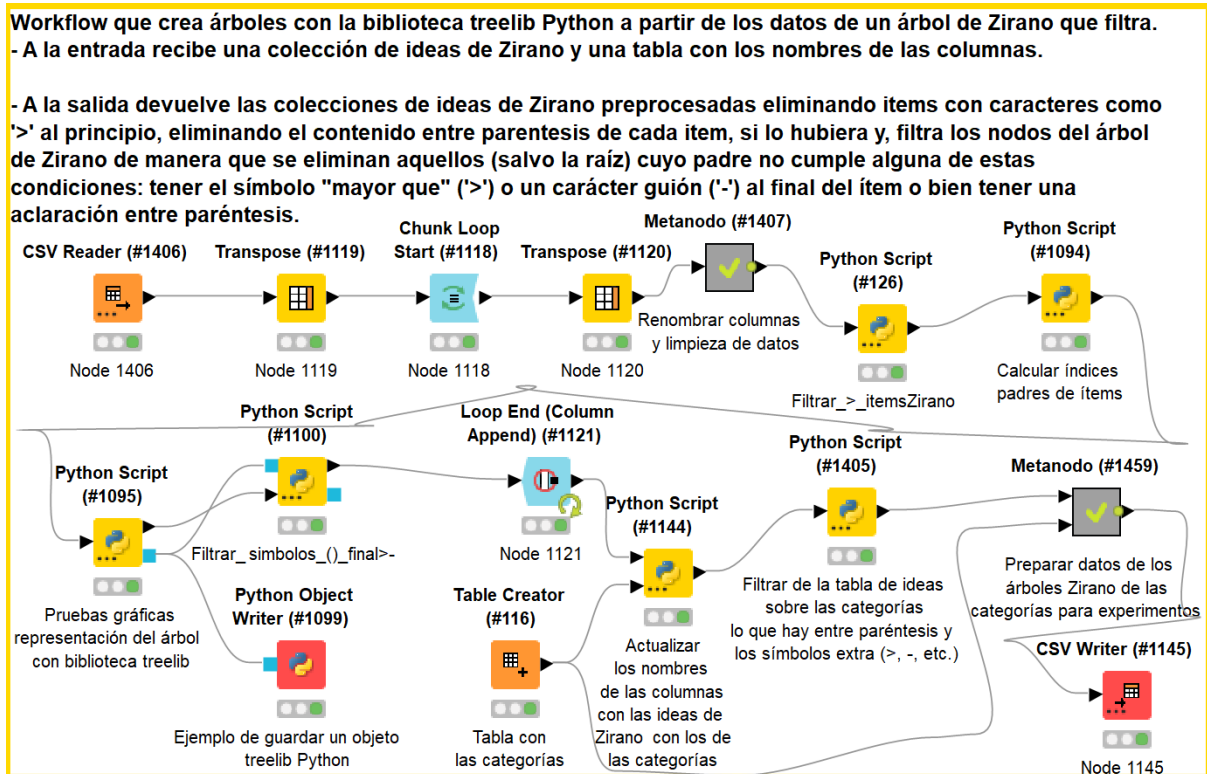 Workflow que crea árboles con la biblioteca treelib Python a partir de los datos de un árbol de Zirano que filtra.
- A la entrada recibe una colección de ideas de Zirano y una tabla con los nombres de las columnas.
- A la salida devuelve las colecciones de ideas de Zirano preprocesadas eliminando items con caracteres como
'>' al principio, eliminando el contenido entre parentesis de cada item, si lo hubiera y, filtra los nodos del árbol
de Zirano de manera que se eliminan aquellos (salvo la raíz) cuyo padre no cumple alguna de estas
condiciones: tener el símbolo "mayor que" ('>') o un carácter guión ('-') al final del ítem o bien tener una
aclaración entre paréntesis.
CSV Reader (#1406)
Node 1406
Transpose (#1119)
Node 1119
Chunk Loop
Start (#1118)
Node 1118
Transpose (#1120)
Node 1120
Metanodo (#1407)
Renombrar columnas
y limpieza de datos
Python Script
(#126)
Filtrar_>_itemsZirano
Python Script
(#1094)
Calcular índices
padres de ítems
Python Script
(#1095)
Pruebas gráficas
representación del árbol
con biblioteca treelib
Python Script
(#1100)
Filtrar_simbolos_()_final>-
Python Object
Writer (#1099)
Ejemplo de guardar un objeto
treelib Python
Loop End (Column
Append) (#1121)
Node 1121
Table Creator
(#116)
Tabla con
las categorías
Python Script
(#1144)
Actualizar
los nombres
de las columnas
con las ideas de
Zirano con los de
las categorías
Python Script
(#1405)
Filtrar de la tabla de ideas
sobre las categorías
lo que hay entre paréntesis y
los símbolos extra (>, -, etc.)
Metanodo (#1459)
Preparar datos de los
árboles Zirano de las
categorías para experimentos
CSV Writer (#1145)
Node 1145